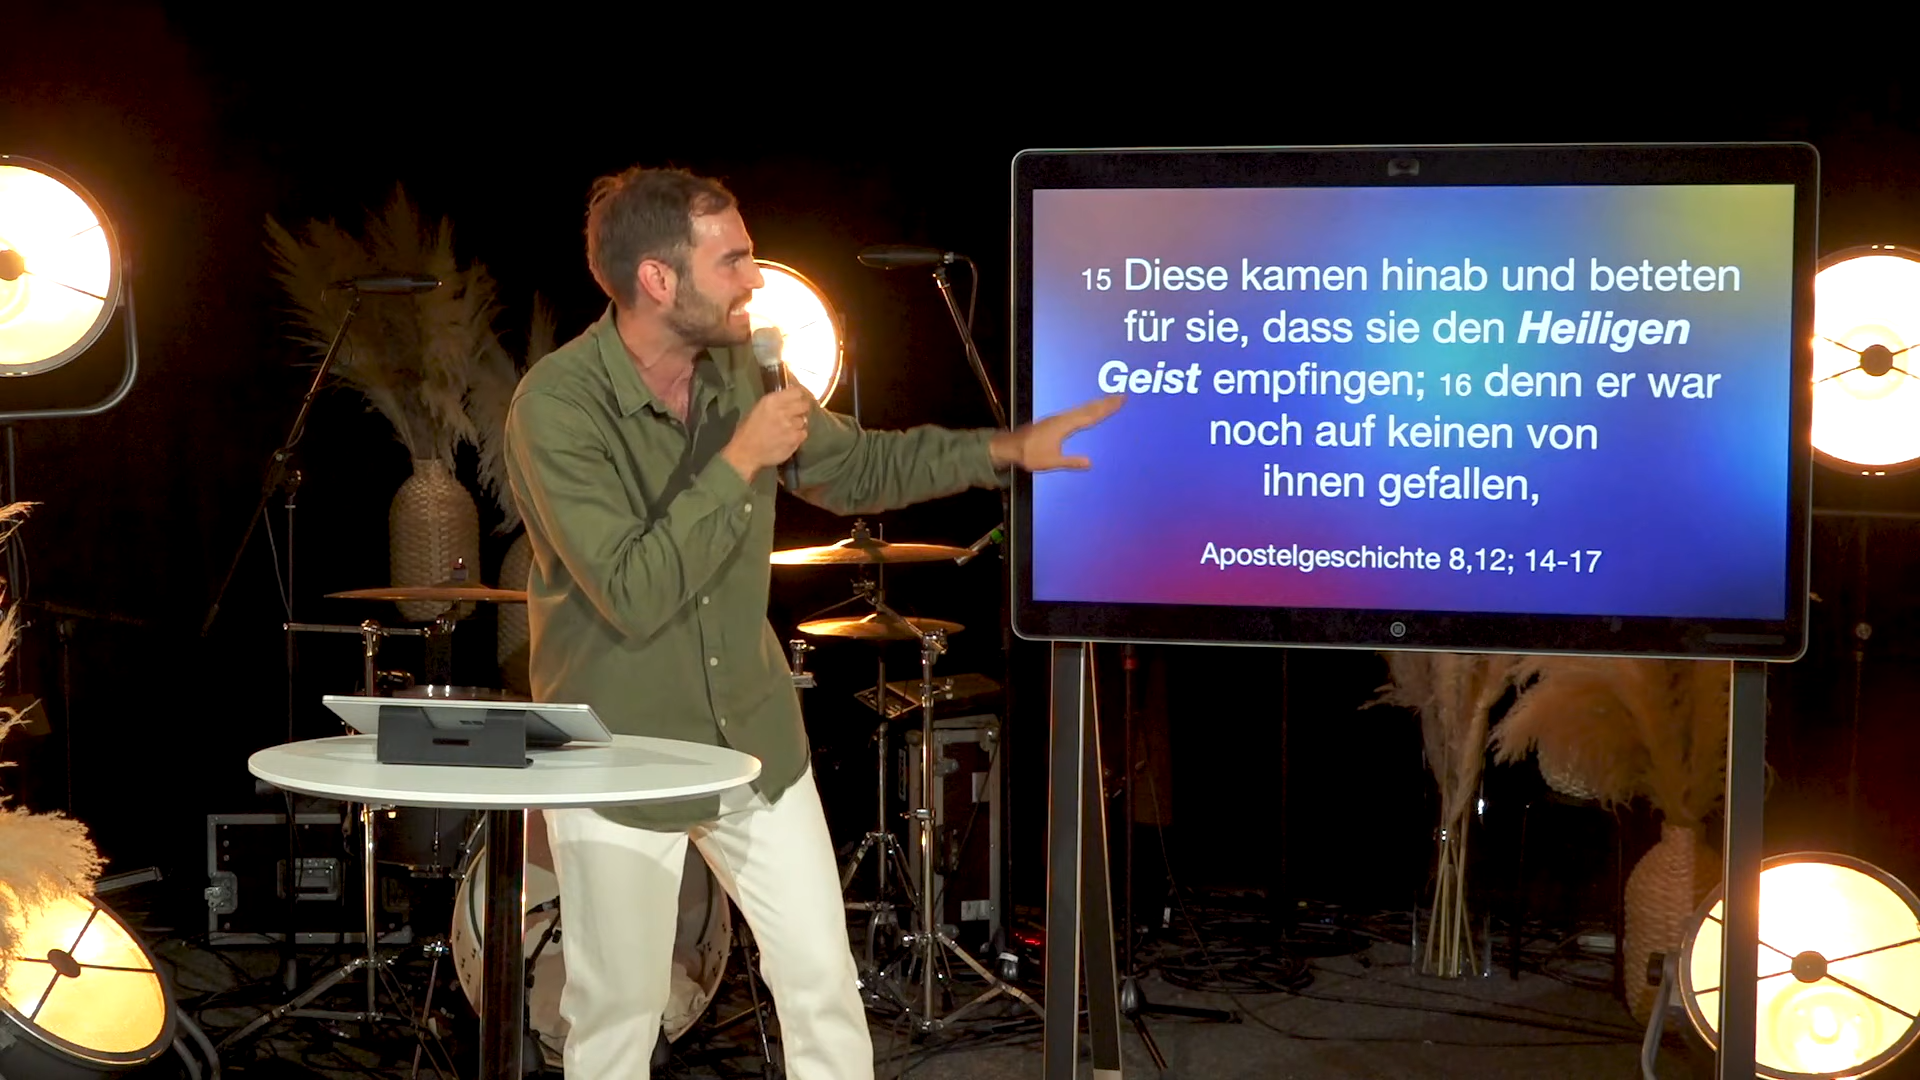 15 Diese kamen hinab und beteten
für sie, dass sie den Heiligen
Geist empfingen; 16 denn er war
noch auf keinen von
ihnen gefallen,
Apostelgeschichte 8,12; 14-17